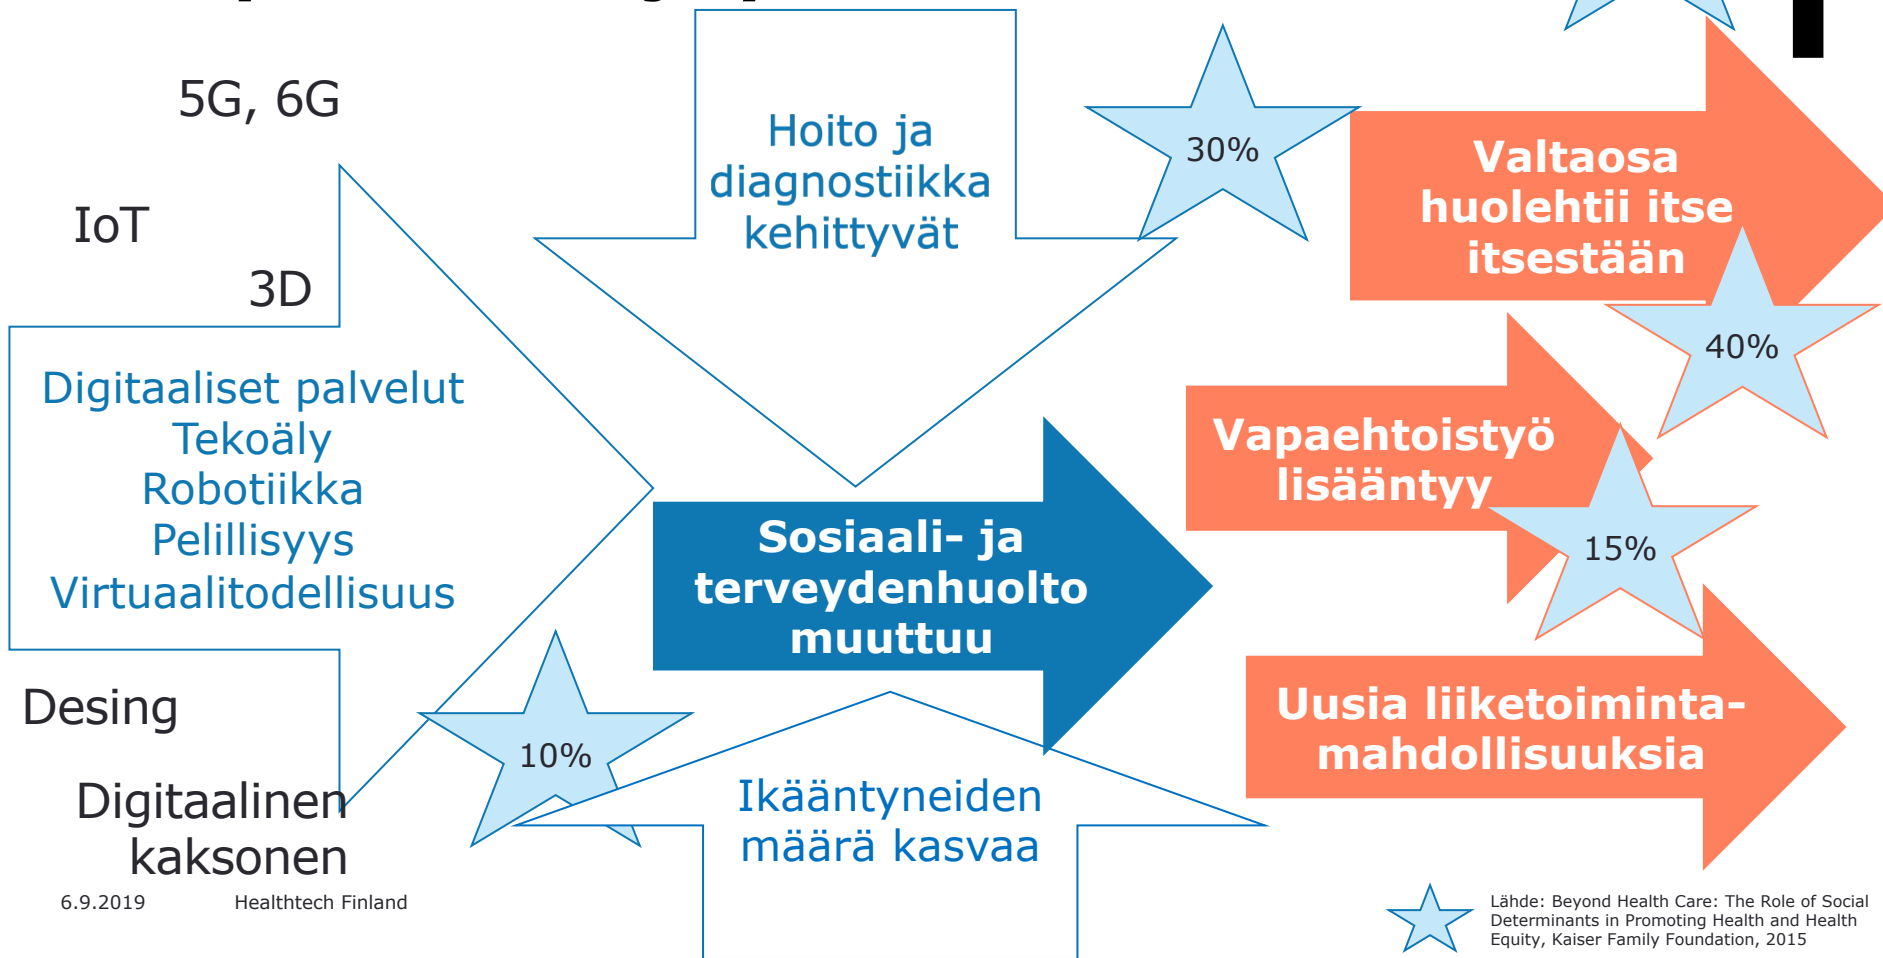 5G, 6G
IoT
3D
Digitaaliset palvelut
Tekoäly
Robotiikka
Pelillisyys
Virtuaalitodellisuus
Desing
Digitaalinen
kaksonen
Hoito ja
diagnostiikka
kehittyvät
30%
Sosiaali- ja
terveydenhuolto
muuttuu
10%
Ikääntyneiden
määrä kasvaa
Valtaosa
huolehtii itse
itsestään
40%
Vapaehtoistyö
lisääntyy
15%
Uusia liiketoiminta-
mahdollisuuksia
6.9.2019
Healthtech Finland
Lähde: Beyond Health Care: The Role of Social
Determinants in Promoting Health and Health
Equity, Kaiser Family Foundation, 2015